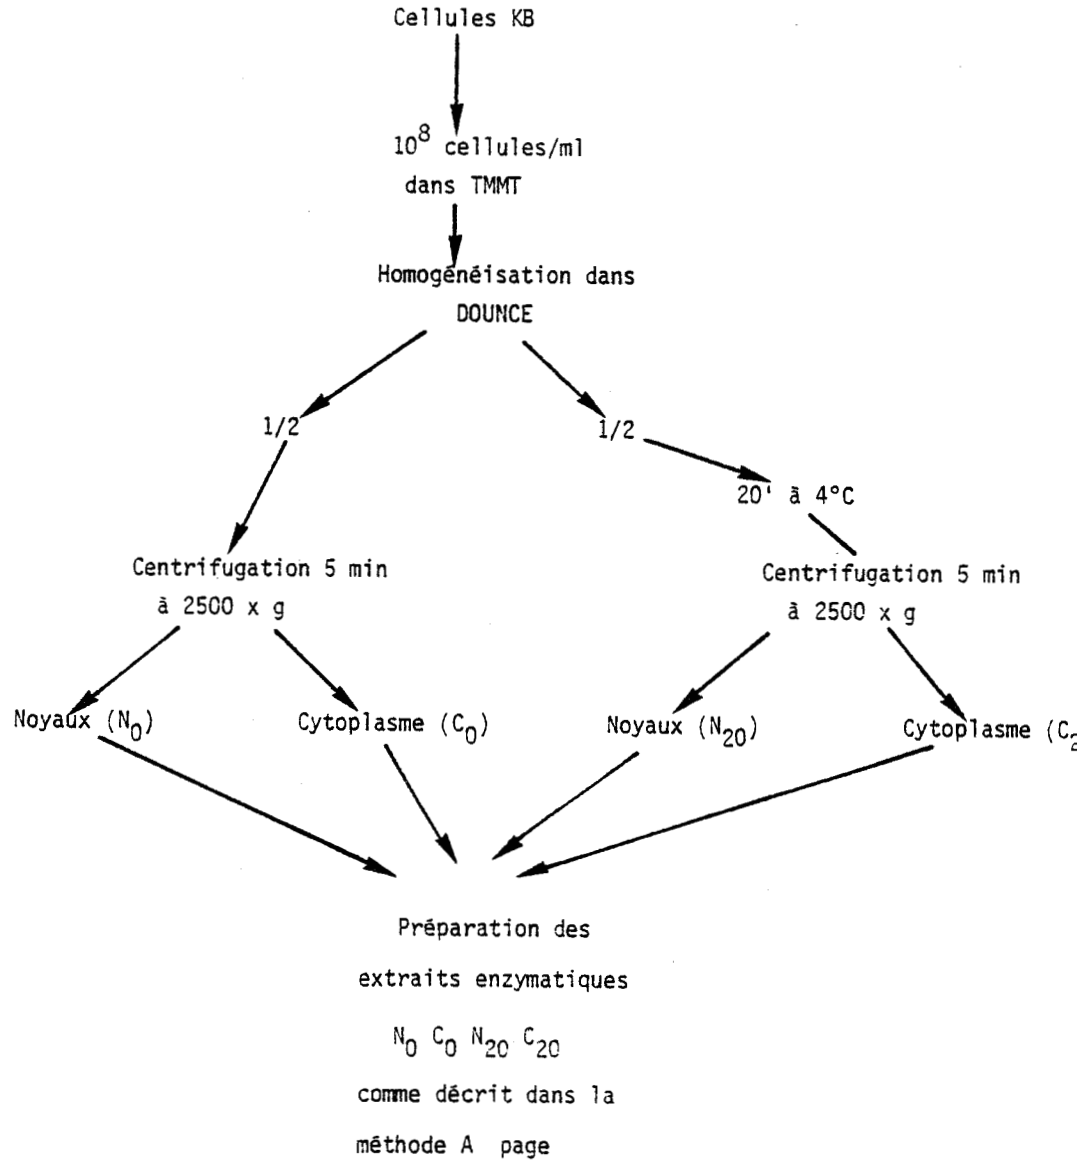 Cellules KB
10^8 cellules/ml
dans TMMT
Homogénéisation dans
DOUNCE
1/2
1/2
20' à 4°C
Centrifugation 5 min
à 2500 x g
Centrifugation 5 min
à 2500 x g
Noyaux (N0)
Cytoplasme (C0)
Noyaux (N20)
Cytoplasme (C2
Préparation des
extraits enzymatiques
N0 C0 N20 C20
comme décrit dans la
méthode A page